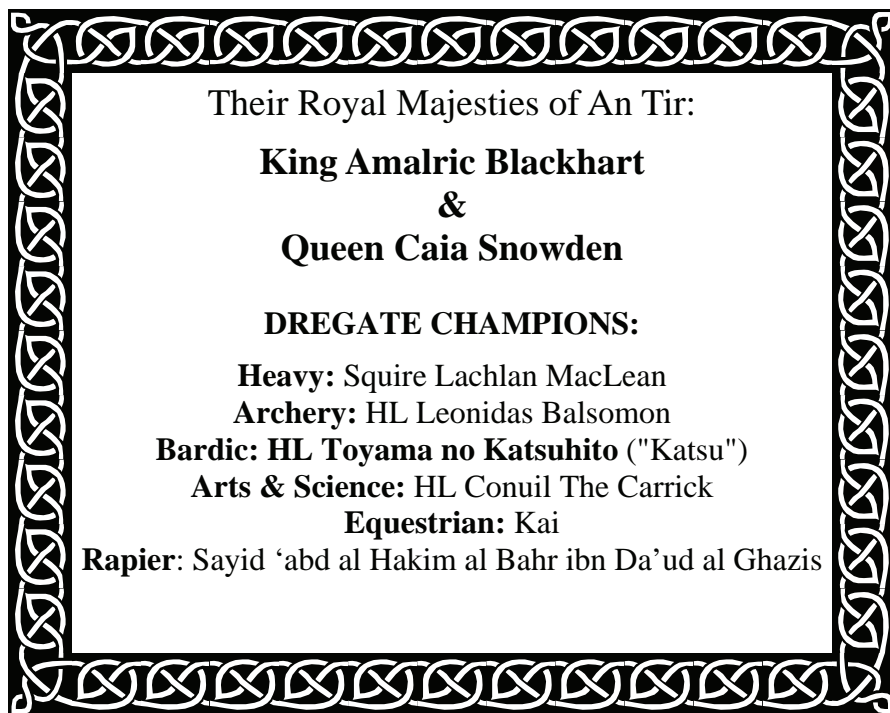 Their Royal Majesties of An Tir:
King Amalric Blackhart
&
Queen Caia Snowden
DREGATE CHAMPIONS:
Heavy: Squire Lachlan MacLean
Archery: HL Leonidas Balsomon
Bardic: HL Toyama no Katsuhito ("Katsu")
Arts & Science: HL Conuil The Carrick
Equestrian: Kai
Rapier: Sayid ‘abd al Hakim al Bahr ibn Da’ud al Ghazis